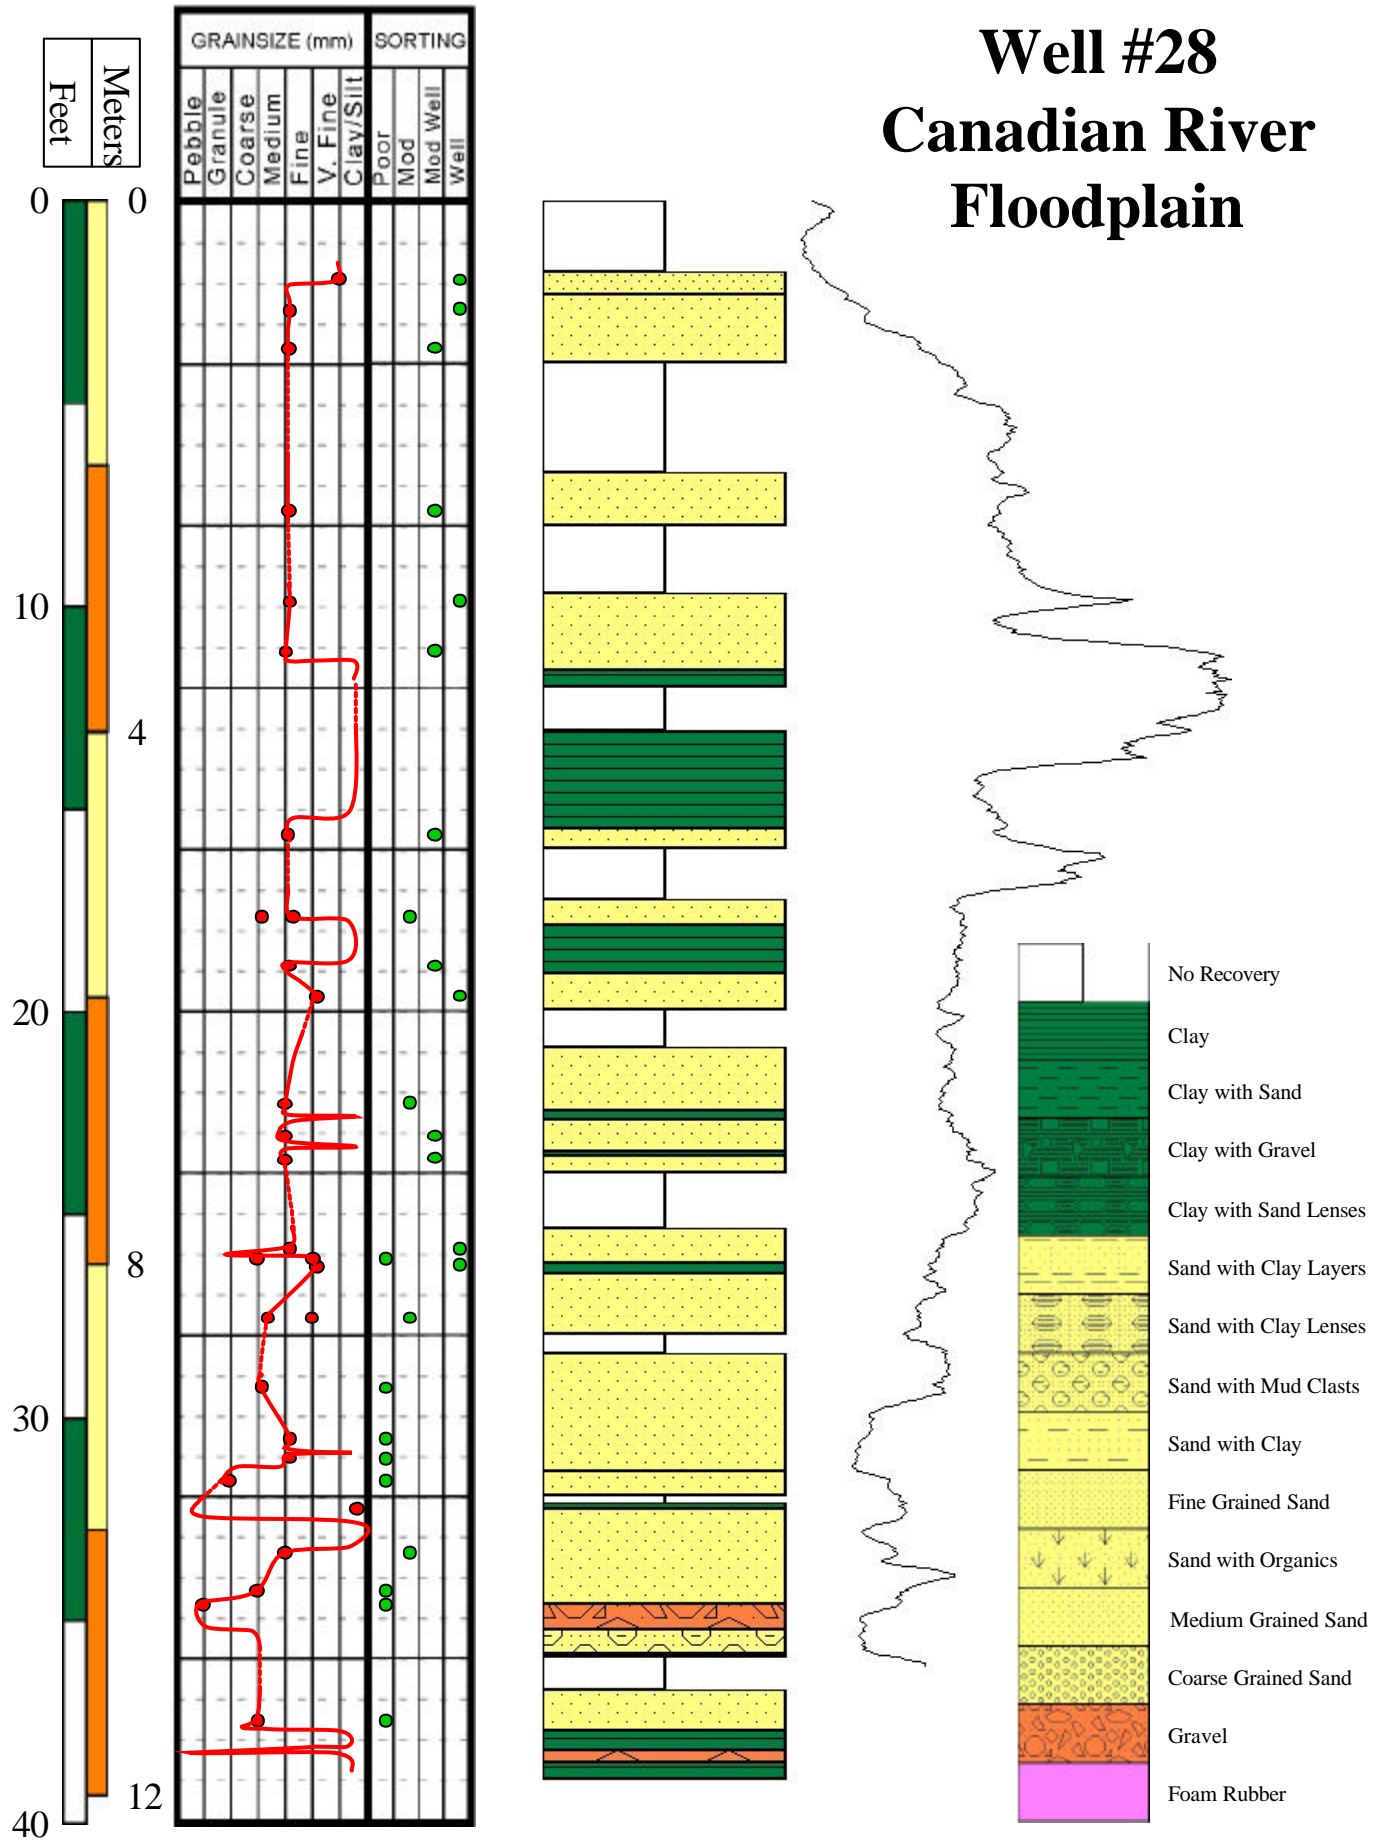 Well #28
Canadian River
Floodplain
GRAINSIZE (mm)
SORTING
Feet
Meters
Pebble
Granule
Coarse
Medium
Fine
V. Fine
Clay/Silt
Poor
Mod
Mod Well
Well
0
0
10
4
20
8
30
12
40
No Recovery
Clay
Clay with Sand
Clay with Gravel
Clay with Sand Lenses
Sand with Clay Layers
Sand with Clay Lenses
Sand with Mud Clasts
Sand with Clay
Fine Grained Sand
Sand with Organics
Medium Grained Sand
Coarse Grained Sand
Gravel
Foam Rubber